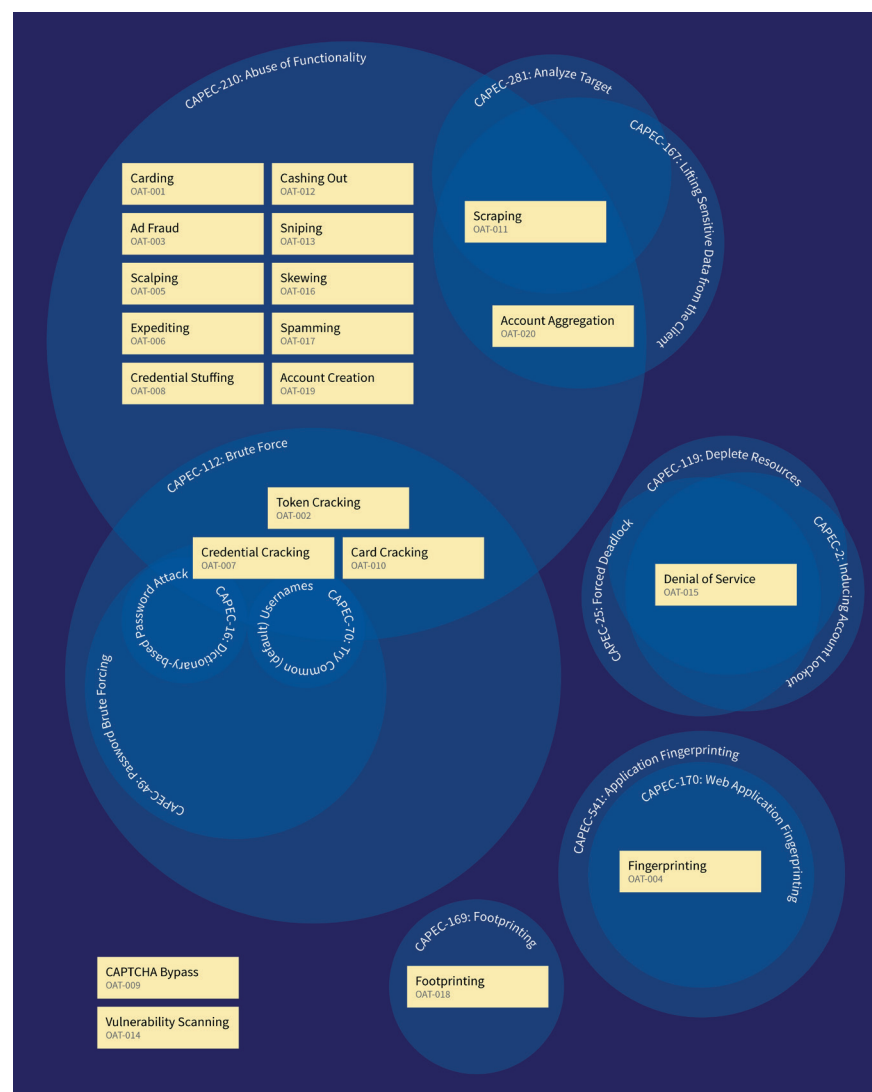 CAPEC-210: Abuse of Functionality
CAPEC-281: Analyze Target
CAPEC-167: Lifting Sensitive Data from the Client
Carding
OAT-001
Cashing Out
OAT-012
Ad Fraud
OAT-003
Sniping
OAT-013
Scalping
OAT-005
Skewing
OAT-016
Expediting
OAT-006
Spamming
OAT-017
Credential Stuffing
OAT-008
Account Creation
OAT-019
Scraping
OAT-011
Account Aggregation
OAT-020
CAPEC-112: Brute Force
Token Cracking
OAT-002
Credential Cracking
OAT-007
Card Cracking
OAT-010
CAPEC-16: Dictionary-based Password Attack
CAPEC-70: Try Common (default) Usernames
CAPEC-49: Password Brute Forcing
CAPEC-119: Deplete Resources
CAPEC-25: Forced Deadlock
CAPEC-2: Inducing Account Lockout
Denial of Service
OAT-015
CAPEC-541: Application Fingerprinting
CAPEC-170: Web Application Fingerprinting
Fingerprinting
OAT-004
CAPEC-169: Footprinting
Footprinting
OAT-018
CAPTCHA Bypass
OAT-009
Vulnerability Scanning
OAT-014